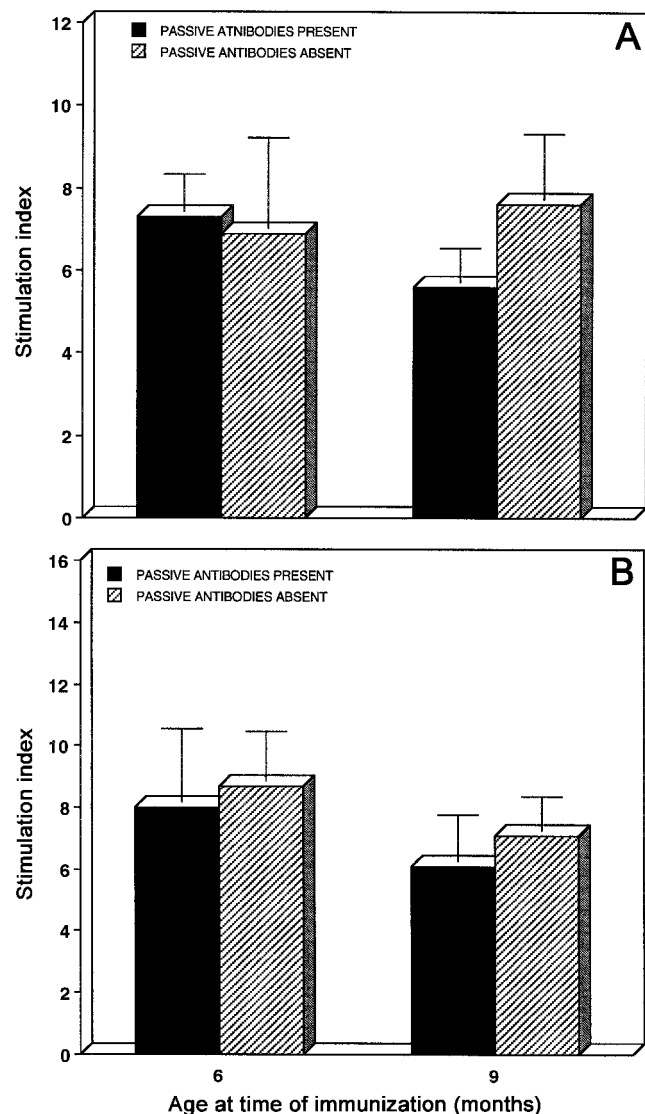 A
PASSIVE ATNIBODIES PRESENT
PASSIVE ANTIBODIES ABSENT
12
10
8
6
4
2
0
Stimulation index
B
PASSIVE ANTIBODIES PRESENT
PASSIVE ANTIBODIES ABSENT
16
14
12
10
8
6
4
2
0
Stimulation index
6 9
Age at time of immunization (months)